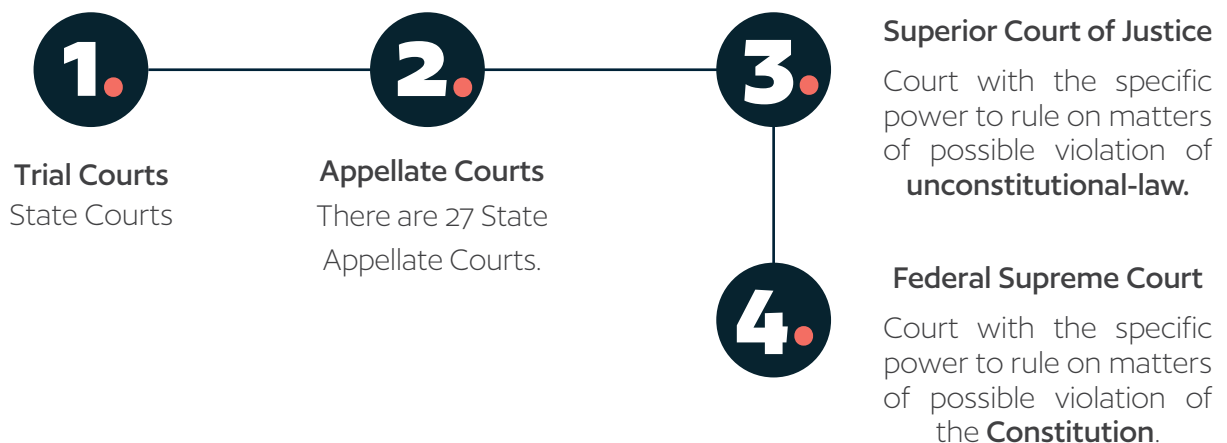 1.
Trial Courts
State Courts
2.
Appellate Courts
There are 27 State
Appellate Courts.
3.
Superior Court of Justice
Court with the specific
power to rule on matters
of possible violation of
unconstitutional-law.
4.
Federal Supreme Court
Court with the specific
power to rule on matters
of possible violation of
the Constitution.